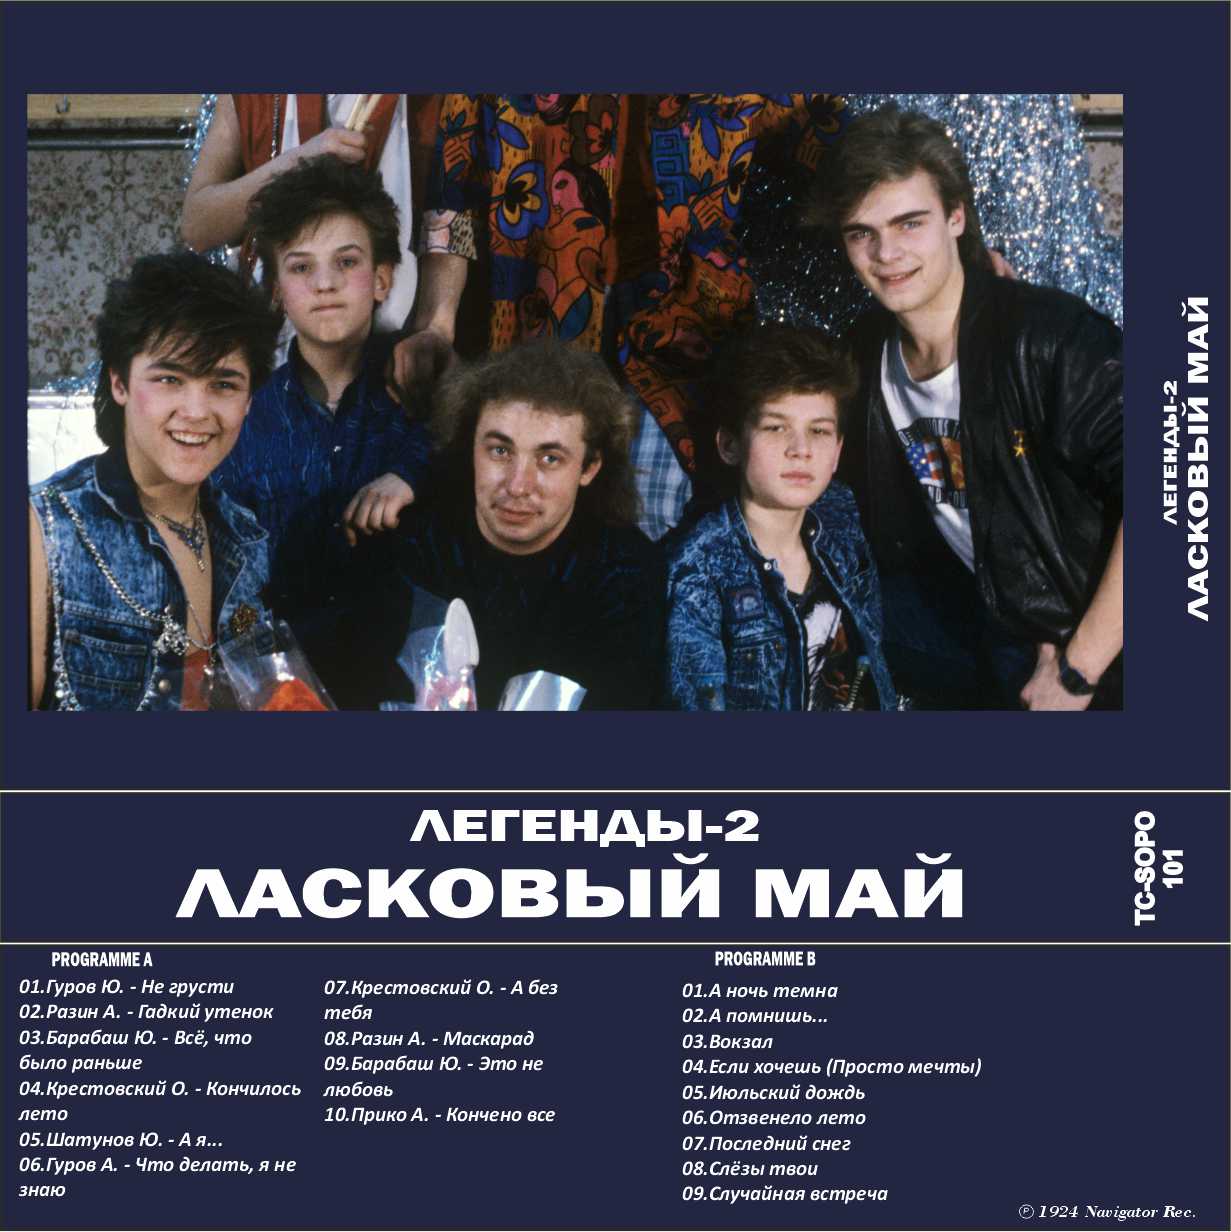 ЛЕГЕНДЫ-2
ЛАСКОВЫЙ МАЙ
ЛЕГЕНДЫ-2
ЛАСКОВЫЙ МАЙ
TC-SOPO
101
PROGRAMME A
01.Гуров Ю. - Не грусти
02.Разин А. - Гадкий утенок
03.Барабаш Ю. - Всё, что
было раньше
04.Крестовский О. - Кончилось
лето
05.Шатунов Ю. - А я...
06.Гуров А. - Что делать, я не
знаю
07.Крестовский О. - А без
тебя
08.Разин А. - Маскарад
09.Барабаш Ю. - Это не
любовь
10.Прико А. - Кончено все
PROGRAMME B
01.А ночь темна
02.А помнишь...
03.Вокзал
04.Если хочешь (Просто мечты)
05.Июльский дождь
06.Отзвенело лето
07.Последний снег
08.Слёзы твои
09.Случайная встреча
℗ 1924 Navigator Rec.